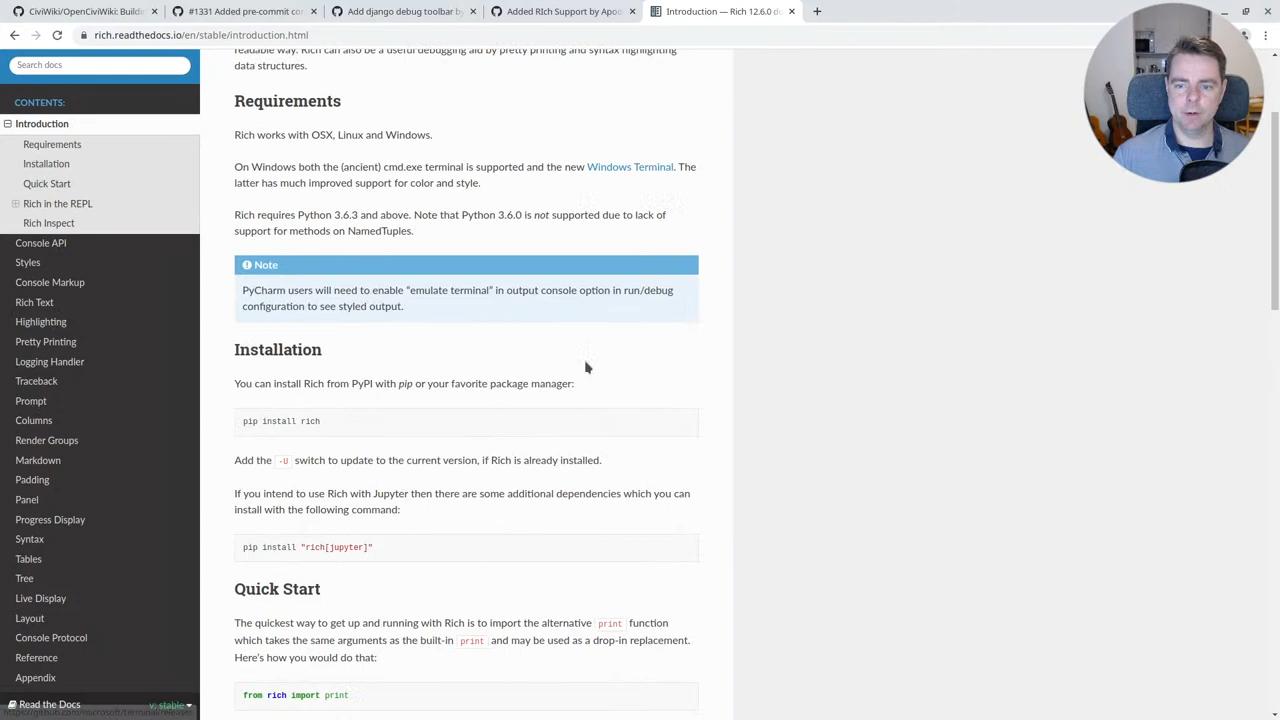 CiviWiki/OpenCiviWiki: Buildin
#1331 Added pre-commit con
Add django debug toolbar by
Added RIch Support by Apoo
Introduction — Rich 12.6.0 do
rich.readthedocs.io/en/stable/introduction.html
Search docs
CONTENTS:
Introduction
Requirements
Installation
Quick Start
Rich in the REPL
Rich Inspect
Console API
Styles
Console Markup
Rich Text
Highlighting
Pretty Printing
Logging Handler
Traceback
Prompt
Columns
Render Groups
Markdown
Padding
Panel
Progress Display
Syntax
Tables
Tree
Live Display
Layout
Console Protocol
Reference
Appendix
Read the Docs
v: stable
readable way. Rich can also be a useful debugging aid by pretty printing and syntax highlighting
data structures.
Requirements
Rich works with OSX, Linux and Windows.
On Windows both the (ancient) cmd.exe terminal is supported and the new Windows Terminal. The
latter has much improved support for color and style.
Rich requires Python 3.6.3 and above. Note that Python 3.6.0 is not supported due to lack of
support for methods on NamedTuples.
Note
PyCharm users will need to enable “emulate terminal” in output console option in run/debug
configuration to see styled output.
Installation
You can install Rich from PyPI with pip or your favorite package manager:
pip install rich
Add the -U switch to update to the current version, if Rich is already installed.
If you intend to use Rich with Jupyter then there are some additional dependencies which you can
install with the following command:
pip install "rich[jupyter]"
Quick Start
The quickest way to get up and running with Rich is to import the alternative print function
which takes the same arguments as the built-in print and may be used as a drop-in replacement.
Here’s how you would do that:
from rich import print